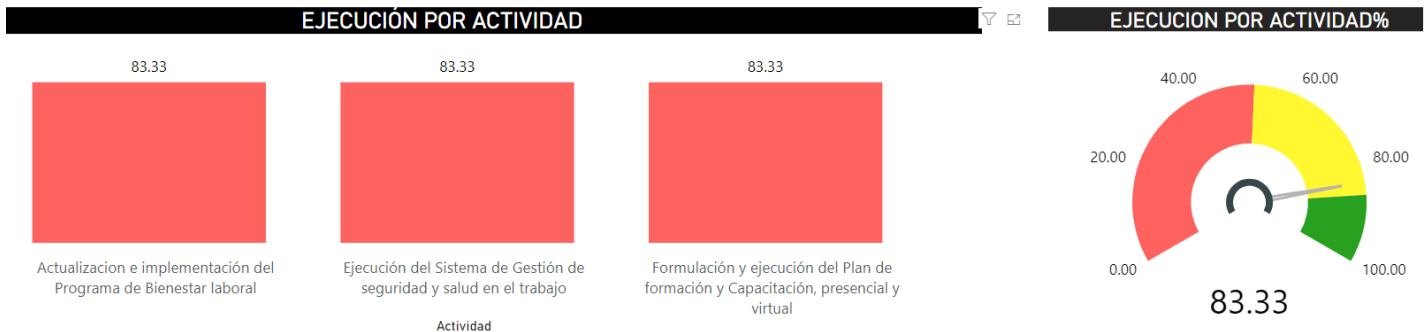 EJECUCIÓN POR ACTIVIDAD
83.33
83.33
83.33
Actualizacion e implementación del
Programa de Bienestar laboral
Ejecución del Sistema de Gestión de
seguridad y salud en el trabajo
Formulación y ejecución del Plan de
formación y Capacitación, presencial y
virtual
Actividad
EJECUCION POR ACTIVIDAD%
0.00
20.00
40.00
60.00
80.00
100.00
83.33